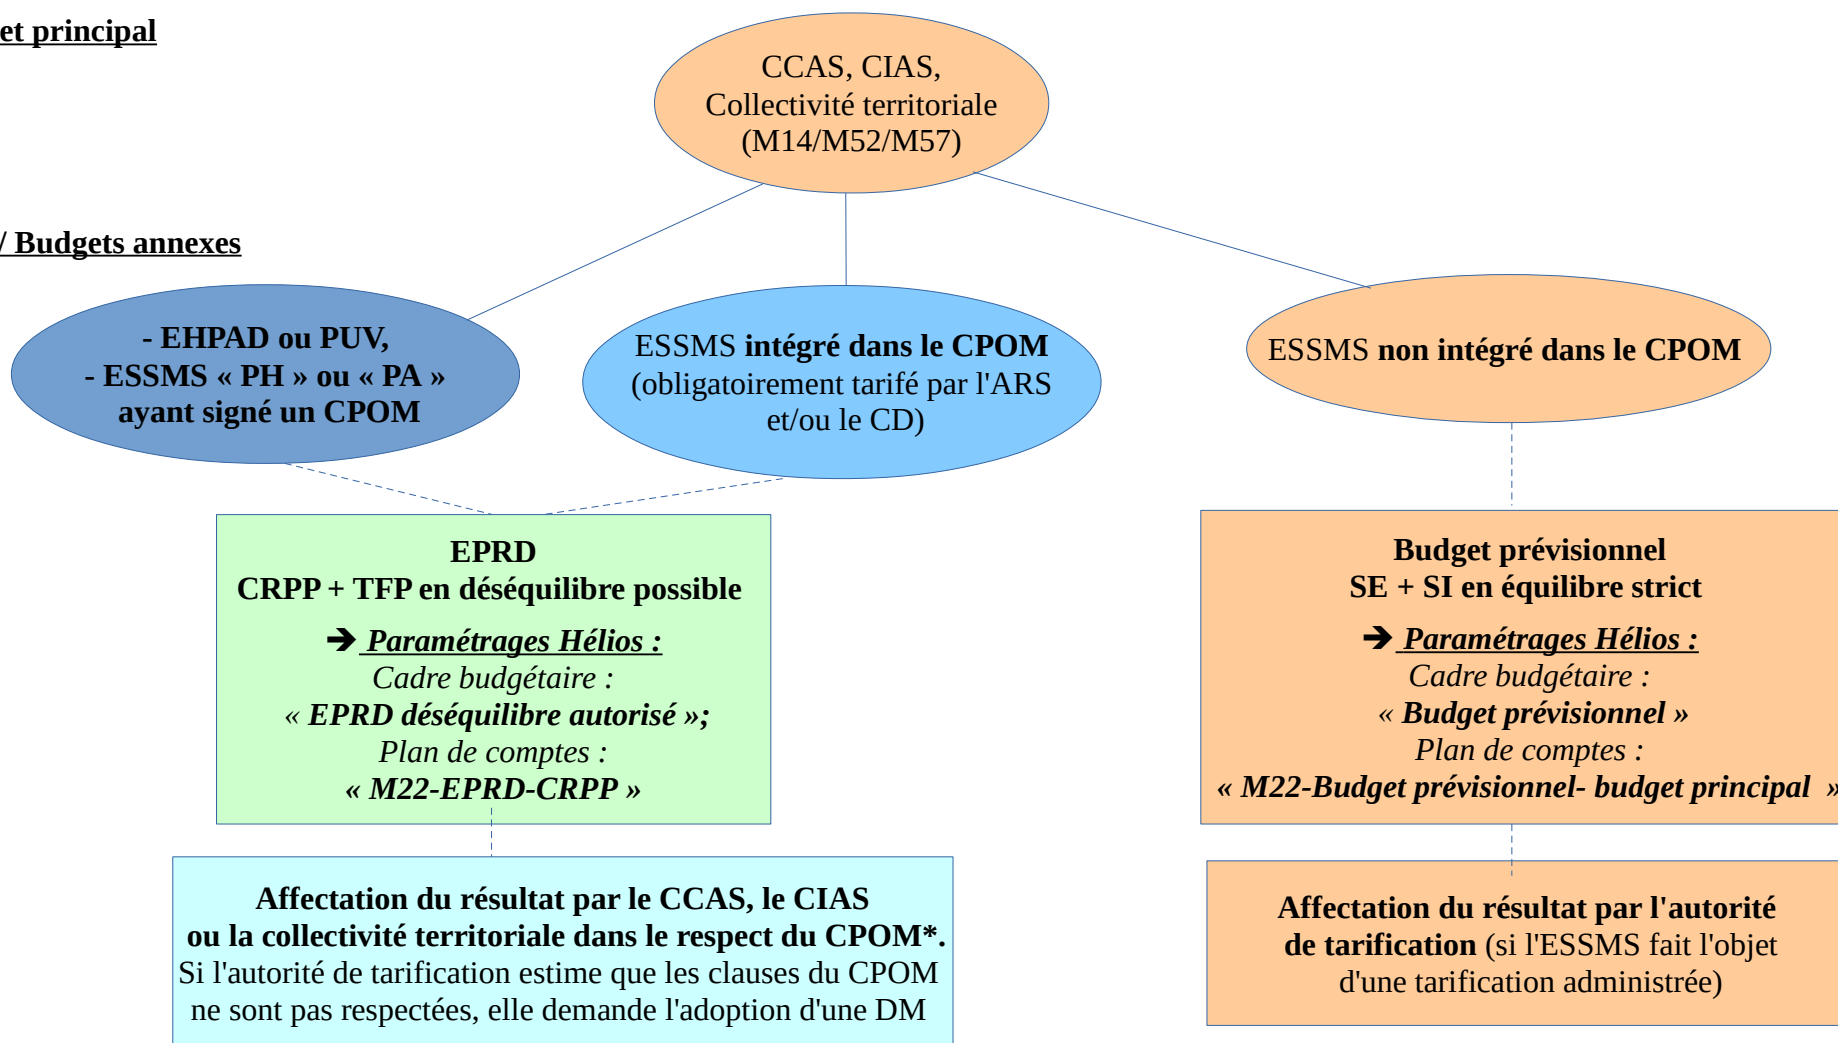 et principal
CCAS, CIAS,
Collectivité territoriale
(M14/M52/M57)
/ Budgets annexes
- EHPAD ou PUV,
- ESSMS « PH » ou « PA »
ayant signé un CPOM
ESSMS intégré dans le CPOM
(obligatoirement tarifé par l'ARS
et/ou le CD)
ESSMS non intégré dans le CPOM
EPRD
CRPP + TFP en déséquilibre possible
➔ Paramétrages Hélios :
Cadre budgétaire :
« EPRD déséquilibre autorisé »;
Plan de comptes :
« M22-EPRD-CRPP »
Budget prévisionnel
SE + SI en équilibre strict
➔ Paramétrages Hélios :
Cadre budgétaire :
« Budget prévisionnel »
Plan de comptes :
« M22-Budget prévisionnel- budget principal »
Affectation du résultat par le CCAS, le CIAS
ou la collectivité territoriale dans le respect du CPOM*.
Si l'autorité de tarification estime que les clauses du CPOM
ne sont pas respectées, elle demande l'adoption d'une DM
Affectation du résultat par l'autorité
de tarification (si l'ESSMS fait l'objet
d'une tarification administrée)